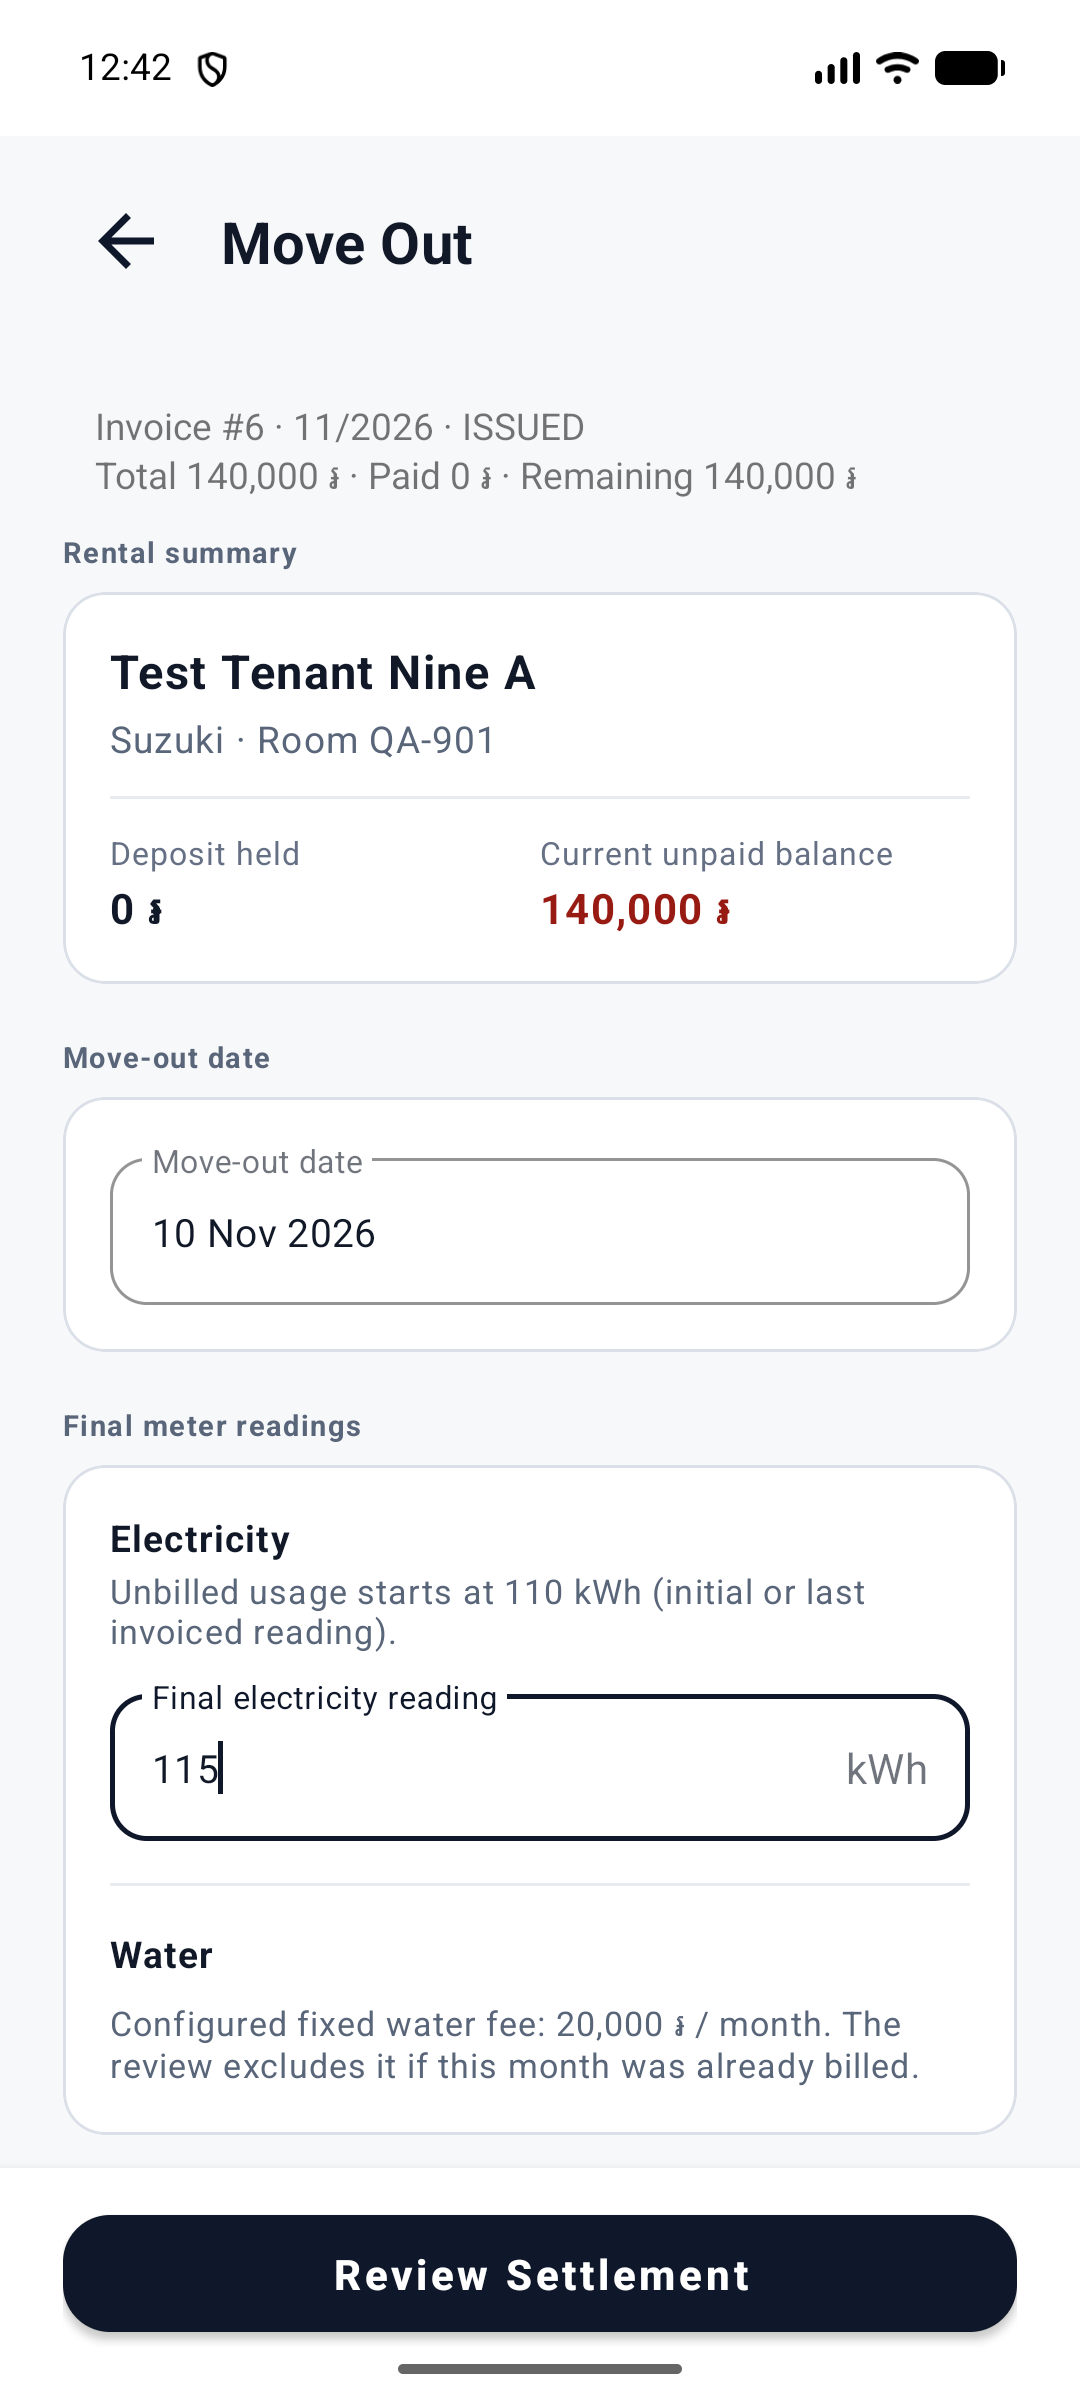 12:42
Move Out
Invoice #6 · 11/2026 · ISSUED
Total 140,000 ៛ · Paid 0 ៛ · Remaining 140,000 ៛
Rental summary
Test Tenant Nine A
Suzuki · Room QA-901
Deposit held
0 ៛
Current unpaid balance
140,000 ៛
Move-out date
Move-out date
10 Nov 2026
Final meter readings
Electricity
Unbilled usage starts at 110 kWh (initial or last
invoiced reading).
Final electricity reading
115 kWh
Water
Configured fixed water fee: 20,000 ៛ / month. The
review excludes it if this month was already billed.
Review Settlement